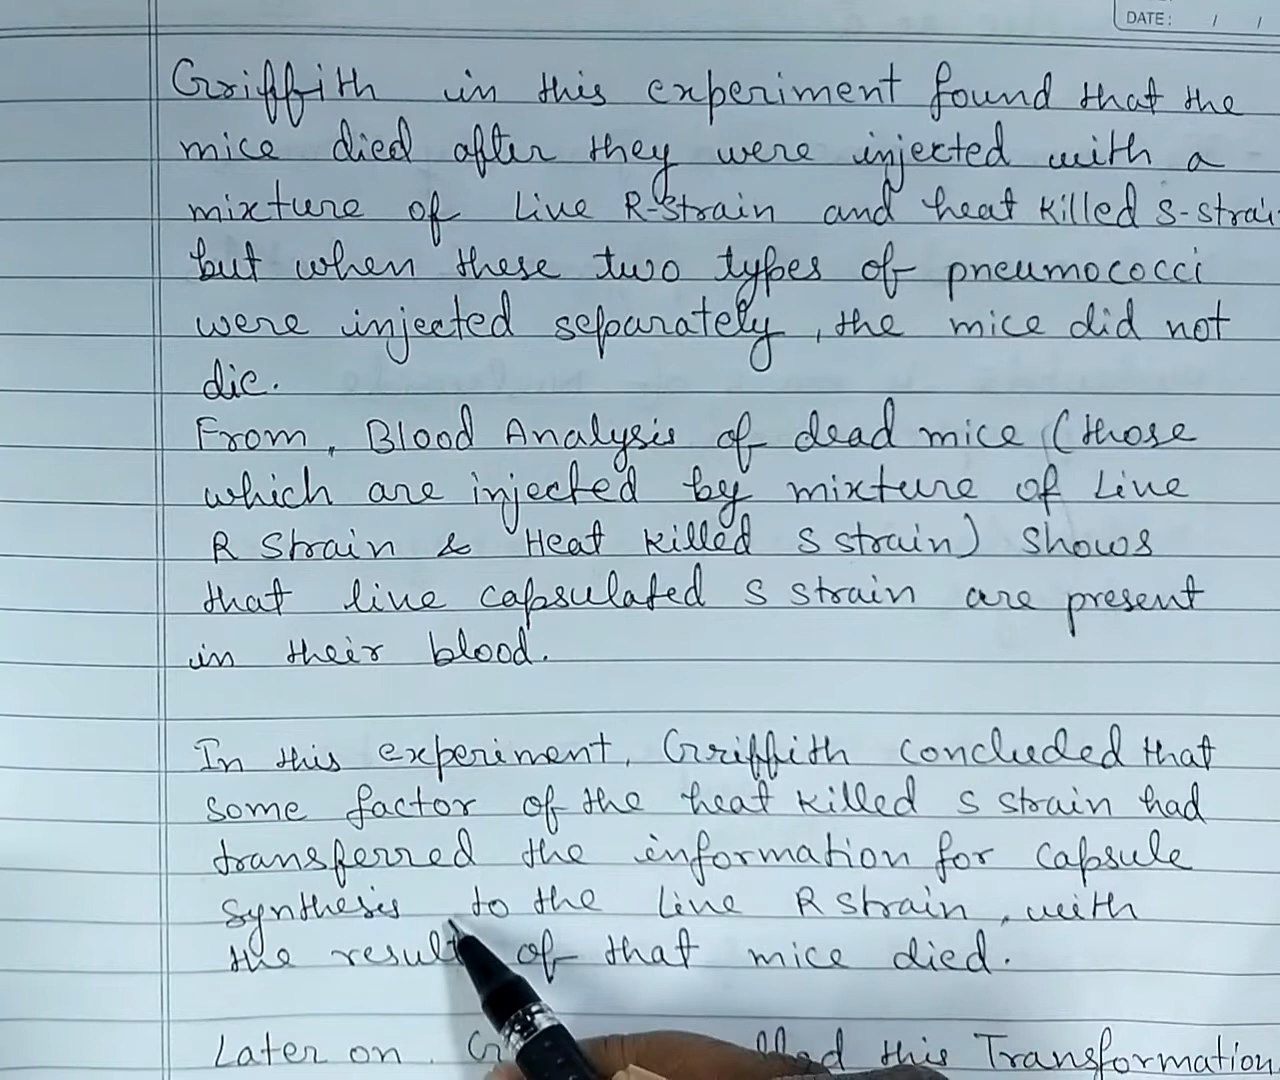 DATE: / /
Griffith in this experiment found that the
mice died after they were injected with a
mixture of Live R-Strain and heat killed S-strain
but when these two types of pneumococci
were injected separately, the mice did not
die.
From, Blood Analysis of dead mice (those
which are injected by mixture of Live
R Strain & Heat killed S strain) shows
that live capsulated S strain are present
in their blood.
In this experiment, Griffith concluded that
some factor of the heat killed S strain had
transferred the information for capsule
synthesis to the Live R strain, with
the result of that mice died.
Later on. this Transformation